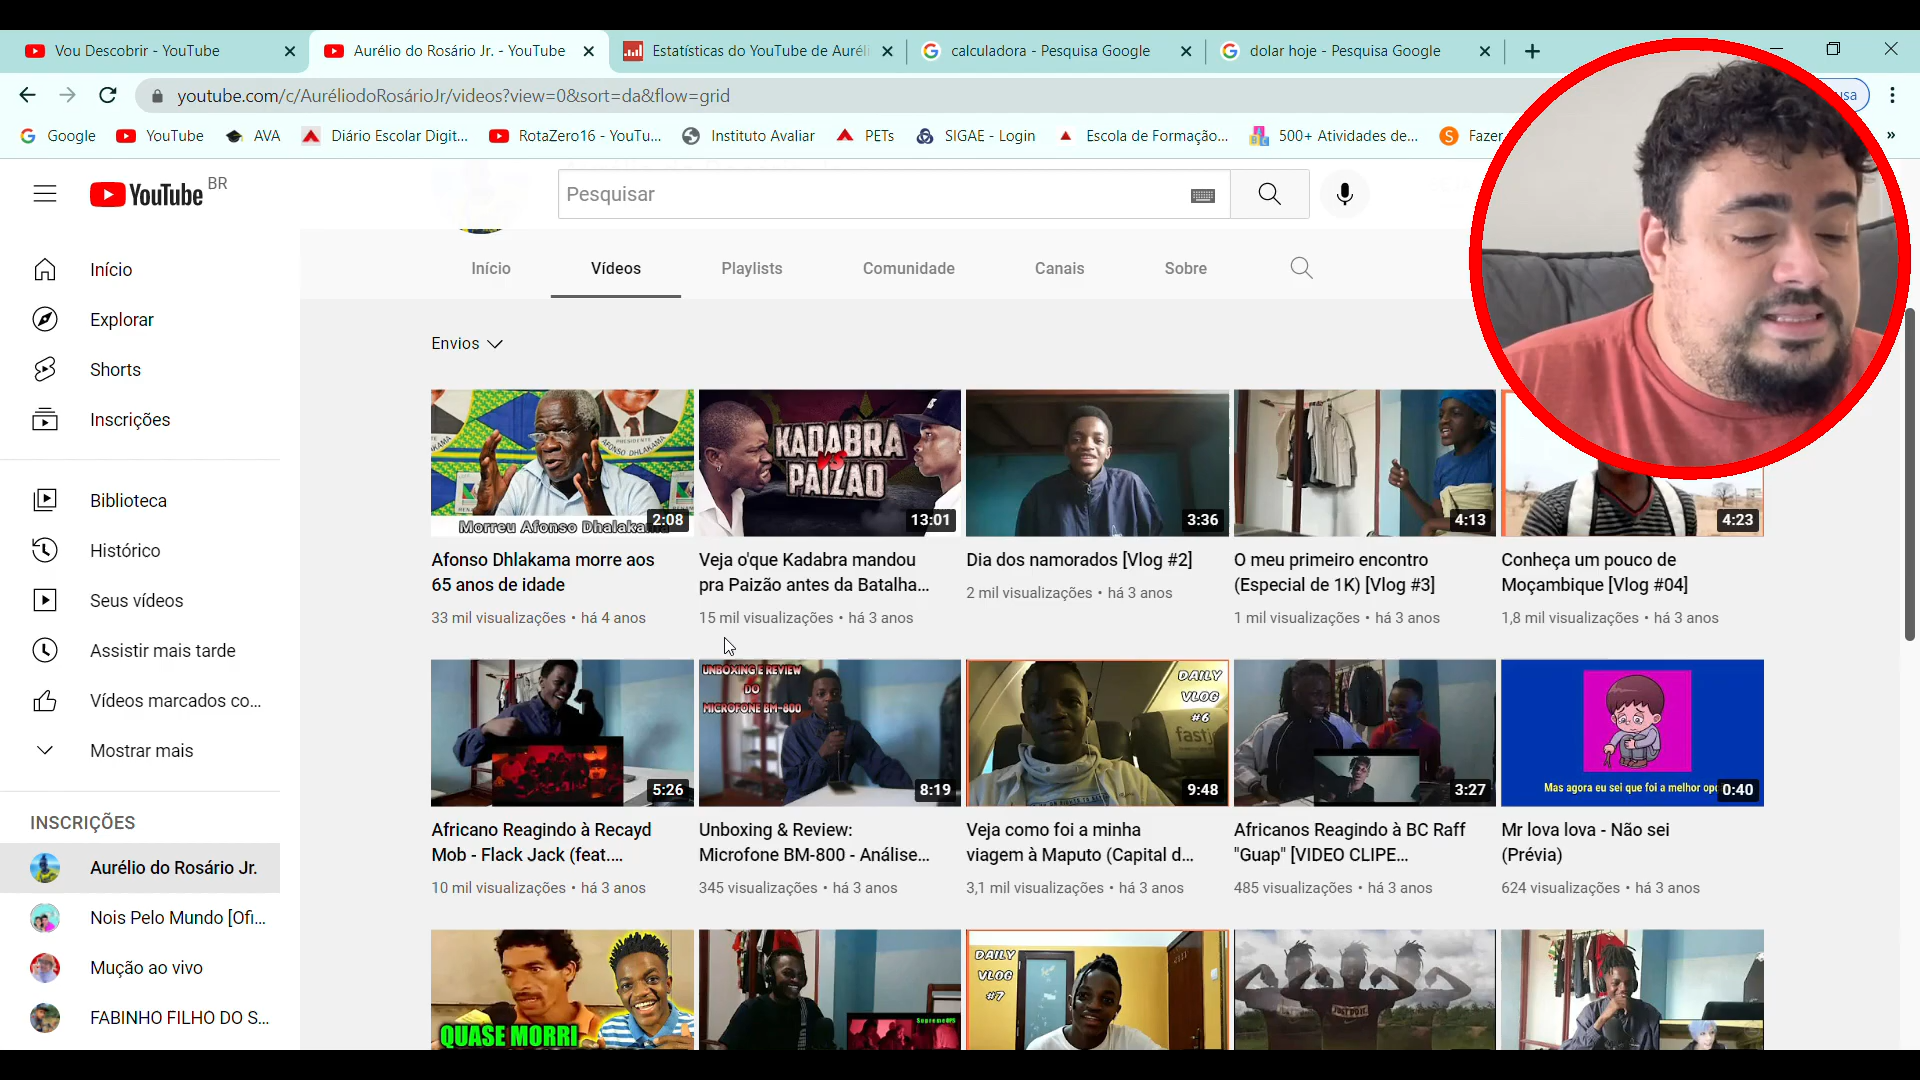 Vou Descobrir - YouTube
Aurélio do Rosário Jr. - YouTube
Estatísticas do YouTube de Auréli
calculadora - Pesquisa Google
dolar hoje - Pesquisa Google
youtube.com/c/AuréliodoRosárioJr/videos?view=0&sort=da&flow=grid
usa
Google
YouTube
AVA
Diário Escolar Digit...
RotaZero16 - YouTu...
Instituto Avaliar
PETs
SIGAE - Login
Escola de Formação...
500+ Atividades de...
Fazer
YouTube BR
Pesquisar
Início
Vídeos
Playlists
Comunidade
Canais
Sobre
Início
Explorar
Shorts
Inscrições
Biblioteca
Histórico
Seus vídeos
Assistir mais tarde
Vídeos marcados co...
Mostrar mais
INSCRIÇÕES
Aurélio do Rosário Jr.
Nois Pelo Mundo [Ofi...
Mução ao vivo
FABINHO FILHO DO S...
Envios
PRESIDENTE
AFONSO DHLAKAMA
Morreu Afonso Dhalakama
2:08
Afonso Dhlakama morre aos
65 anos de idade
33 mil visualizações • há 4 anos
KADABRA
VS
PAIZAO
13:01
Veja o'que Kadabra mandou
pra Paizão antes da Batalha...
15 mil visualizações • há 3 anos
3:36
Dia dos namorados [Vlog #2]
2 mil visualizações • há 3 anos
4:13
O meu primeiro encontro
(Especial de 1K) [Vlog #3]
1 mil visualizações • há 3 anos
4:23
Conheça um pouco de
Moçambique [Vlog #04]
1,8 mil visualizações • há 3 anos
5:26
Africano Reagindo à Recayd
Mob - Flack Jack (feat....
10 mil visualizações • há 3 anos
UNBOXING E REVIEW
DO
MICROFONE BM-800
8:19
Unboxing & Review:
Microfone BM-800 - Análise...
345 visualizações • há 3 anos
DAILY
VLOG
#6
fastj
9:48
Veja como foi a minha
viagem à Maputo (Capital d...
3,1 mil visualizações • há 3 anos
3:27
Africanos Reagindo à BC Raff
"Guap" [VIDEO CLIPE...
485 visualizações • há 3 anos
Mas agora eu sei que foi a melhor opç
0:40
Mr lova lova - Não sei
(Prévia)
624 visualizações • há 3 anos
QUASE MORRI
DAILY
VLOG
#7
JUST DO IT.